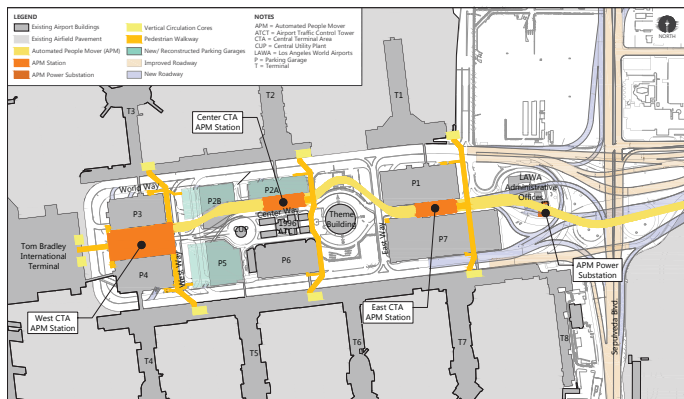 LEGEND
Existing Airport Buildings
Existing Airfield Pavement
Automated People Mover (APM)
APM Station
APM Power Substation
Vertical Circulation Cores
Pedestrian Walkway
New/ Reconstructed Parking Garages
Improved Roadway
New Roadway
NOTES
APM = Automated People Mover
ATCT = Airport Traffic Control Tower
CTA = Central Terminal Area
CUP = Central Utility Plant
LAWA = Los Angeles World Airports
P = Parking Garage
T = Terminal
NORTH
T3
T2
T1
Center CTA
APM Station
World Way
P2B
P2A
P1
LAWA
Administrative
Offices
P3
Center Way
1996
ATCT
CUP
Theme
Building
East Way
West Way
Tom Bradley
International
Terminal
P4
P5
P6
P7
APM Power
Substation
West CTA
APM Station
East CTA
APM Station
Sepulveda Blvd.
T4
T5
T6
T7
T8